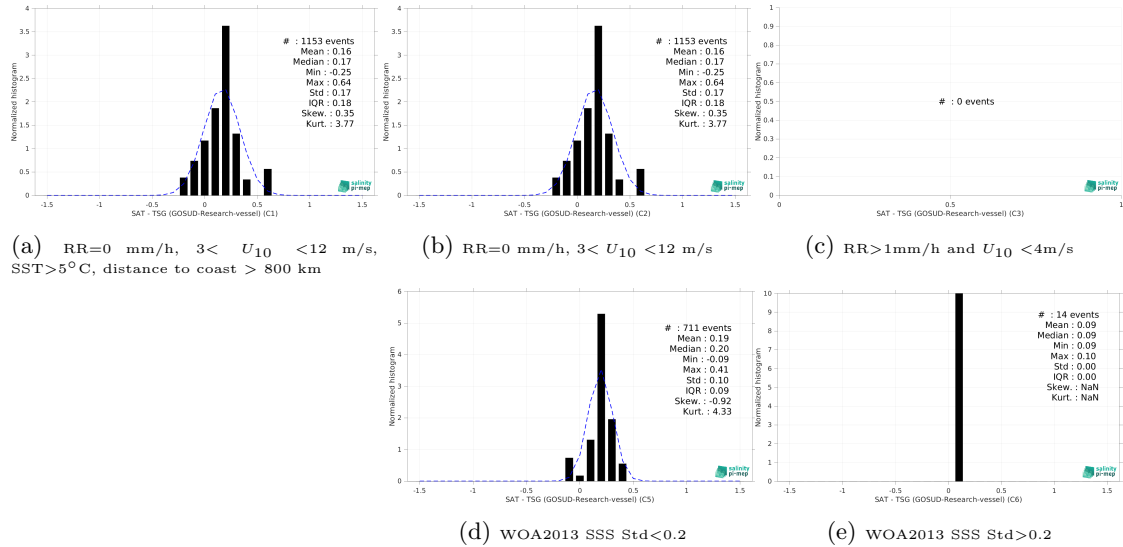 4
3.5
3
2.5
2
1.5
1
0.5
0
Normalized histogram
# : 1153 events
Mean : 0.16
Median : 0.17
Min : -0.25
Max : 0.64
Std : 0.17
IQR : 0.18
Skew. : 0.35
Kurt. : 3.77
salinity
pi-mep
-1.5 -1 -0.5 0 0.5 1 1.5
SAT - TSG (GOSUD-Research-vessel) (C1)
(a) RR=0 mm/h, 3< U10 <12 m/s,
SST>5°C, distance to coast > 800 km
4
3.5
3
2.5
2
1.5
1
0.5
0
Normalized histogram
# : 1153 events
Mean : 0.16
Median : 0.17
Min : -0.25
Max : 0.64
Std : 0.17
IQR : 0.18
Skew. : 0.35
Kurt. : 3.77
salinity
pi-mep
-1.5 -1 -0.5 0 0.5 1 1.5
SAT - TSG (GOSUD-Research-vessel) (C2)
(b) RR=0 mm/h, 3< U10 <12 m/s
1
0.9
0.8
0.7
0.6
0.5
0.4
0.3
0.2
0.1
0
Normalized histogram
# : 0 events
salinity
pi-mep
0 0.5 1
SAT - TSG (GOSUD-Research-vessel) (C3)
(c) RR>1mm/h and U10 <4m/s
6
5
4
3
2
1
0
Normalized histogram
# : 711 events
Mean : 0.19
Median : 0.20
Min : -0.09
Max : 0.41
Std : 0.10
IQR : 0.09
Skew. : -0.92
Kurt. : 4.33
salinity
pi-mep
-1.5 -1 -0.5 0 0.5 1 1.5
SAT - TSG (GOSUD-Research-vessel) (C5)
(d) WOA2013 SSS Std<0.2
10
9
8
7
6
5
4
3
2
1
0
Normalized histogram
# : 14 events
Mean : 0.09
Median : 0.09
Min : 0.09
Max : 0.10
Std : 0.00
IQR : 0.00
Skew. : NaN
Kurt. : NaN
salinity
pi-mep
-1.5 -1 -0.5 0 0.5 1 1.5
SAT - TSG (GOSUD-Research-vessel) (C6)
(e) WOA2013 SSS Std>0.2